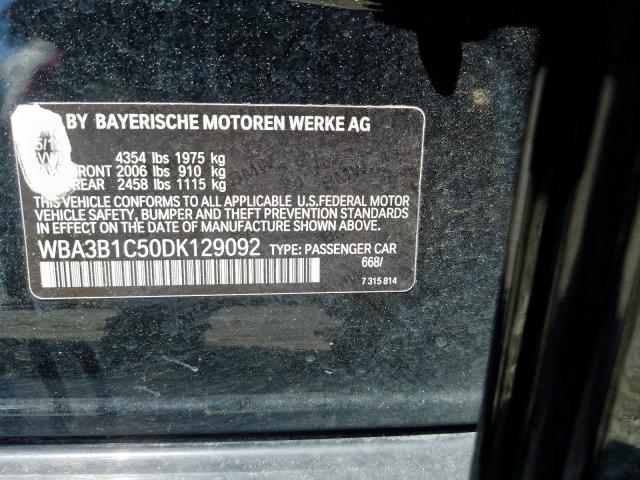 BY BAYERISCHE MOTOREN WERKE AG
4354 lbs 1975 kg
FRONT 2006 lbs 910 kg
REAR 2458 lbs 1115 kg
THIS VEHICLE CONFORMS TO ALL APPLICABLE U.S.FEDERAL MOTOR
VEHICLE SAFETY, BUMPER AND THEFT PREVENTION STANDARDS
IN EFFECT ON THE DATE OF MANUFACTURE SHOWN ABOVE.
WBA3B1C50DK129092 TYPE: PASSENGER CAR
668/
7 315 814